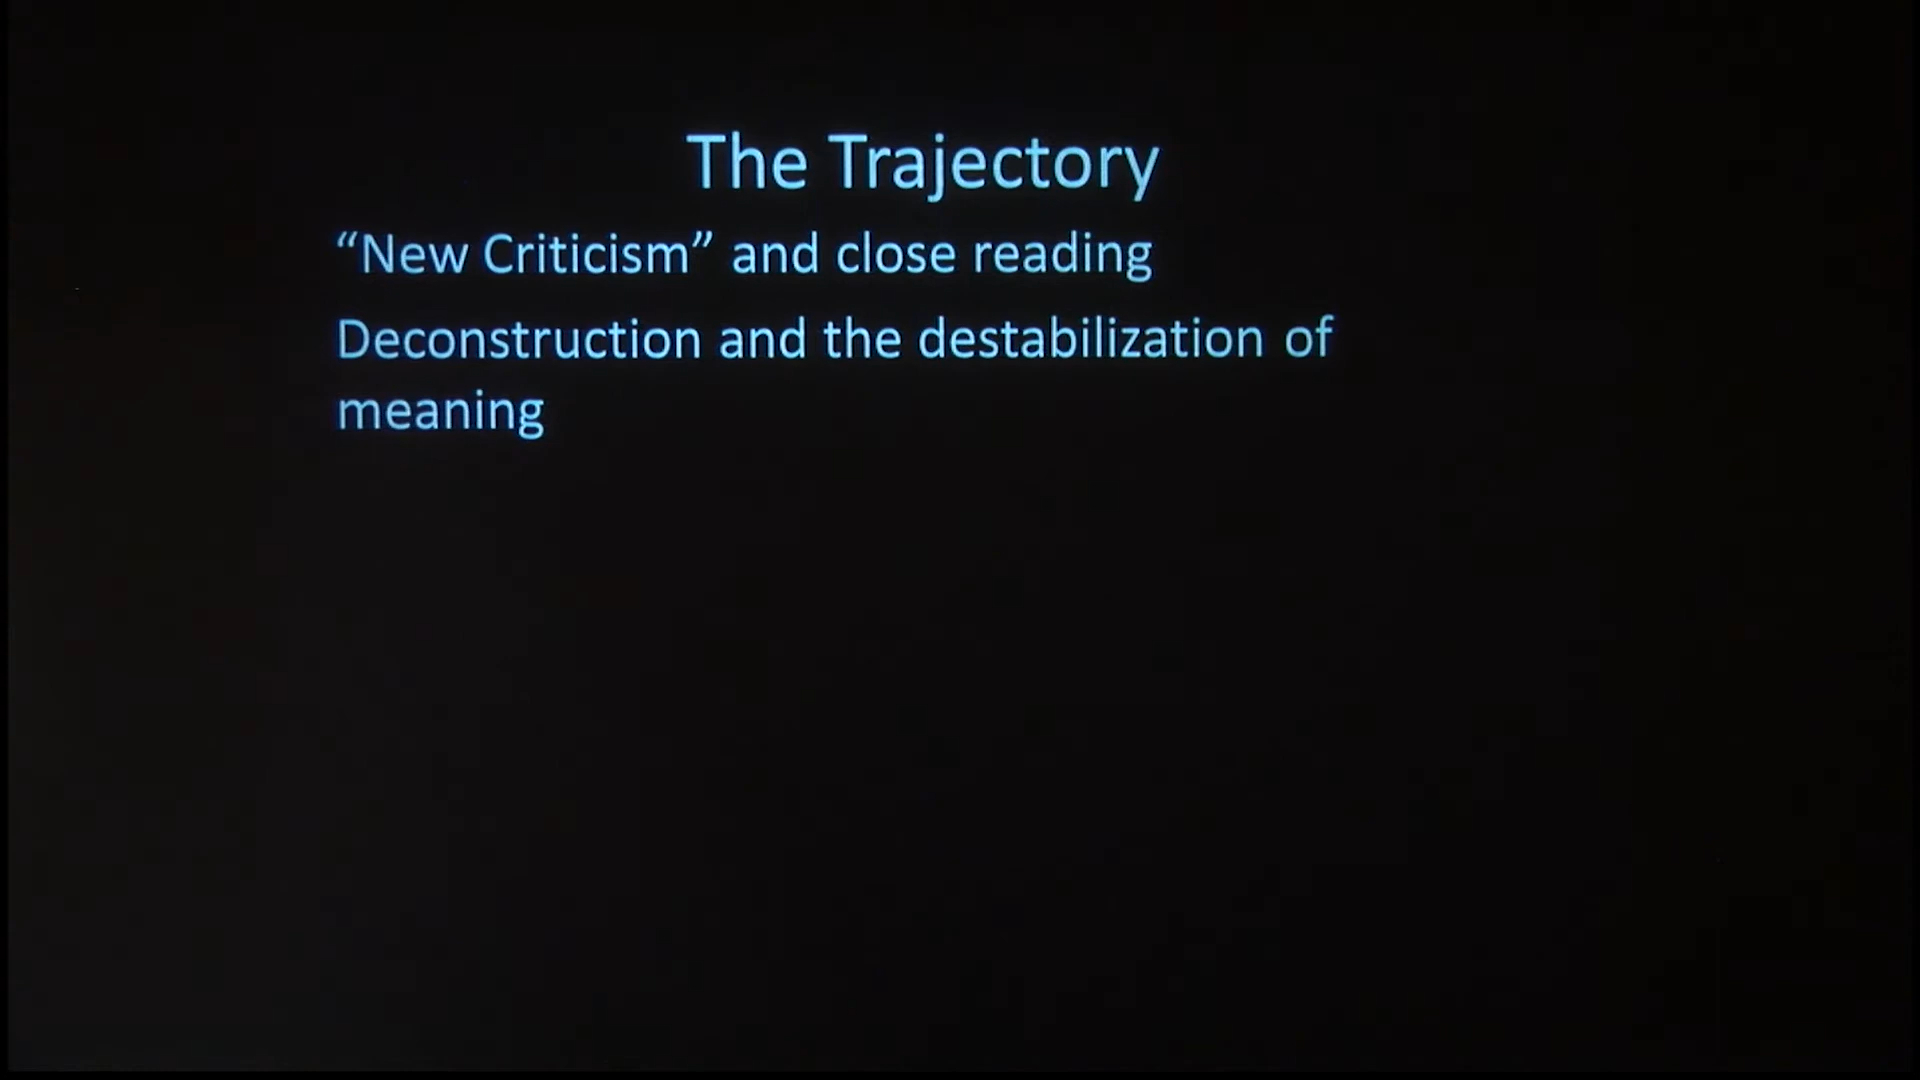 The Trajectory
“New Criticism” and close reading
Deconstruction and the destabilization of
meaning